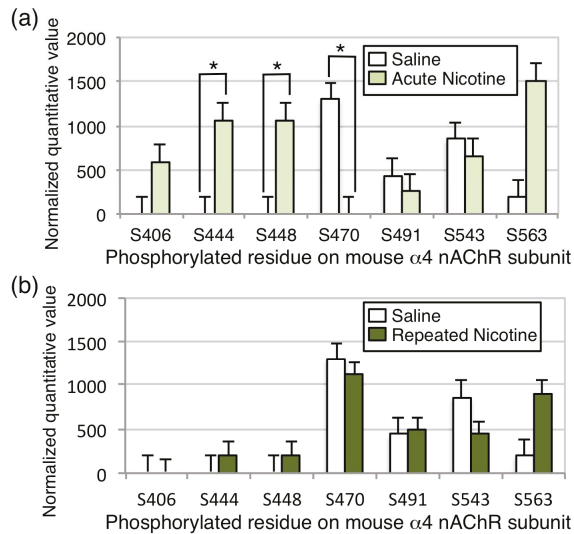 (a)
Normalized quantitative value
2000
1500
1000
500
0
* * *
Saline
Acute Nicotine
S406 S444 S448 S470 S491 S543 S563
Phosphorylated residue on mouse α4 nAChR subunit
(b)
Normalized quantitative value
2000
1500
1000
500
0
Saline
Repeated Nicotine
S406 S444 S448 S470 S491 S543 S563
Phosphorylated residue on mouse α4 nAChR subunit